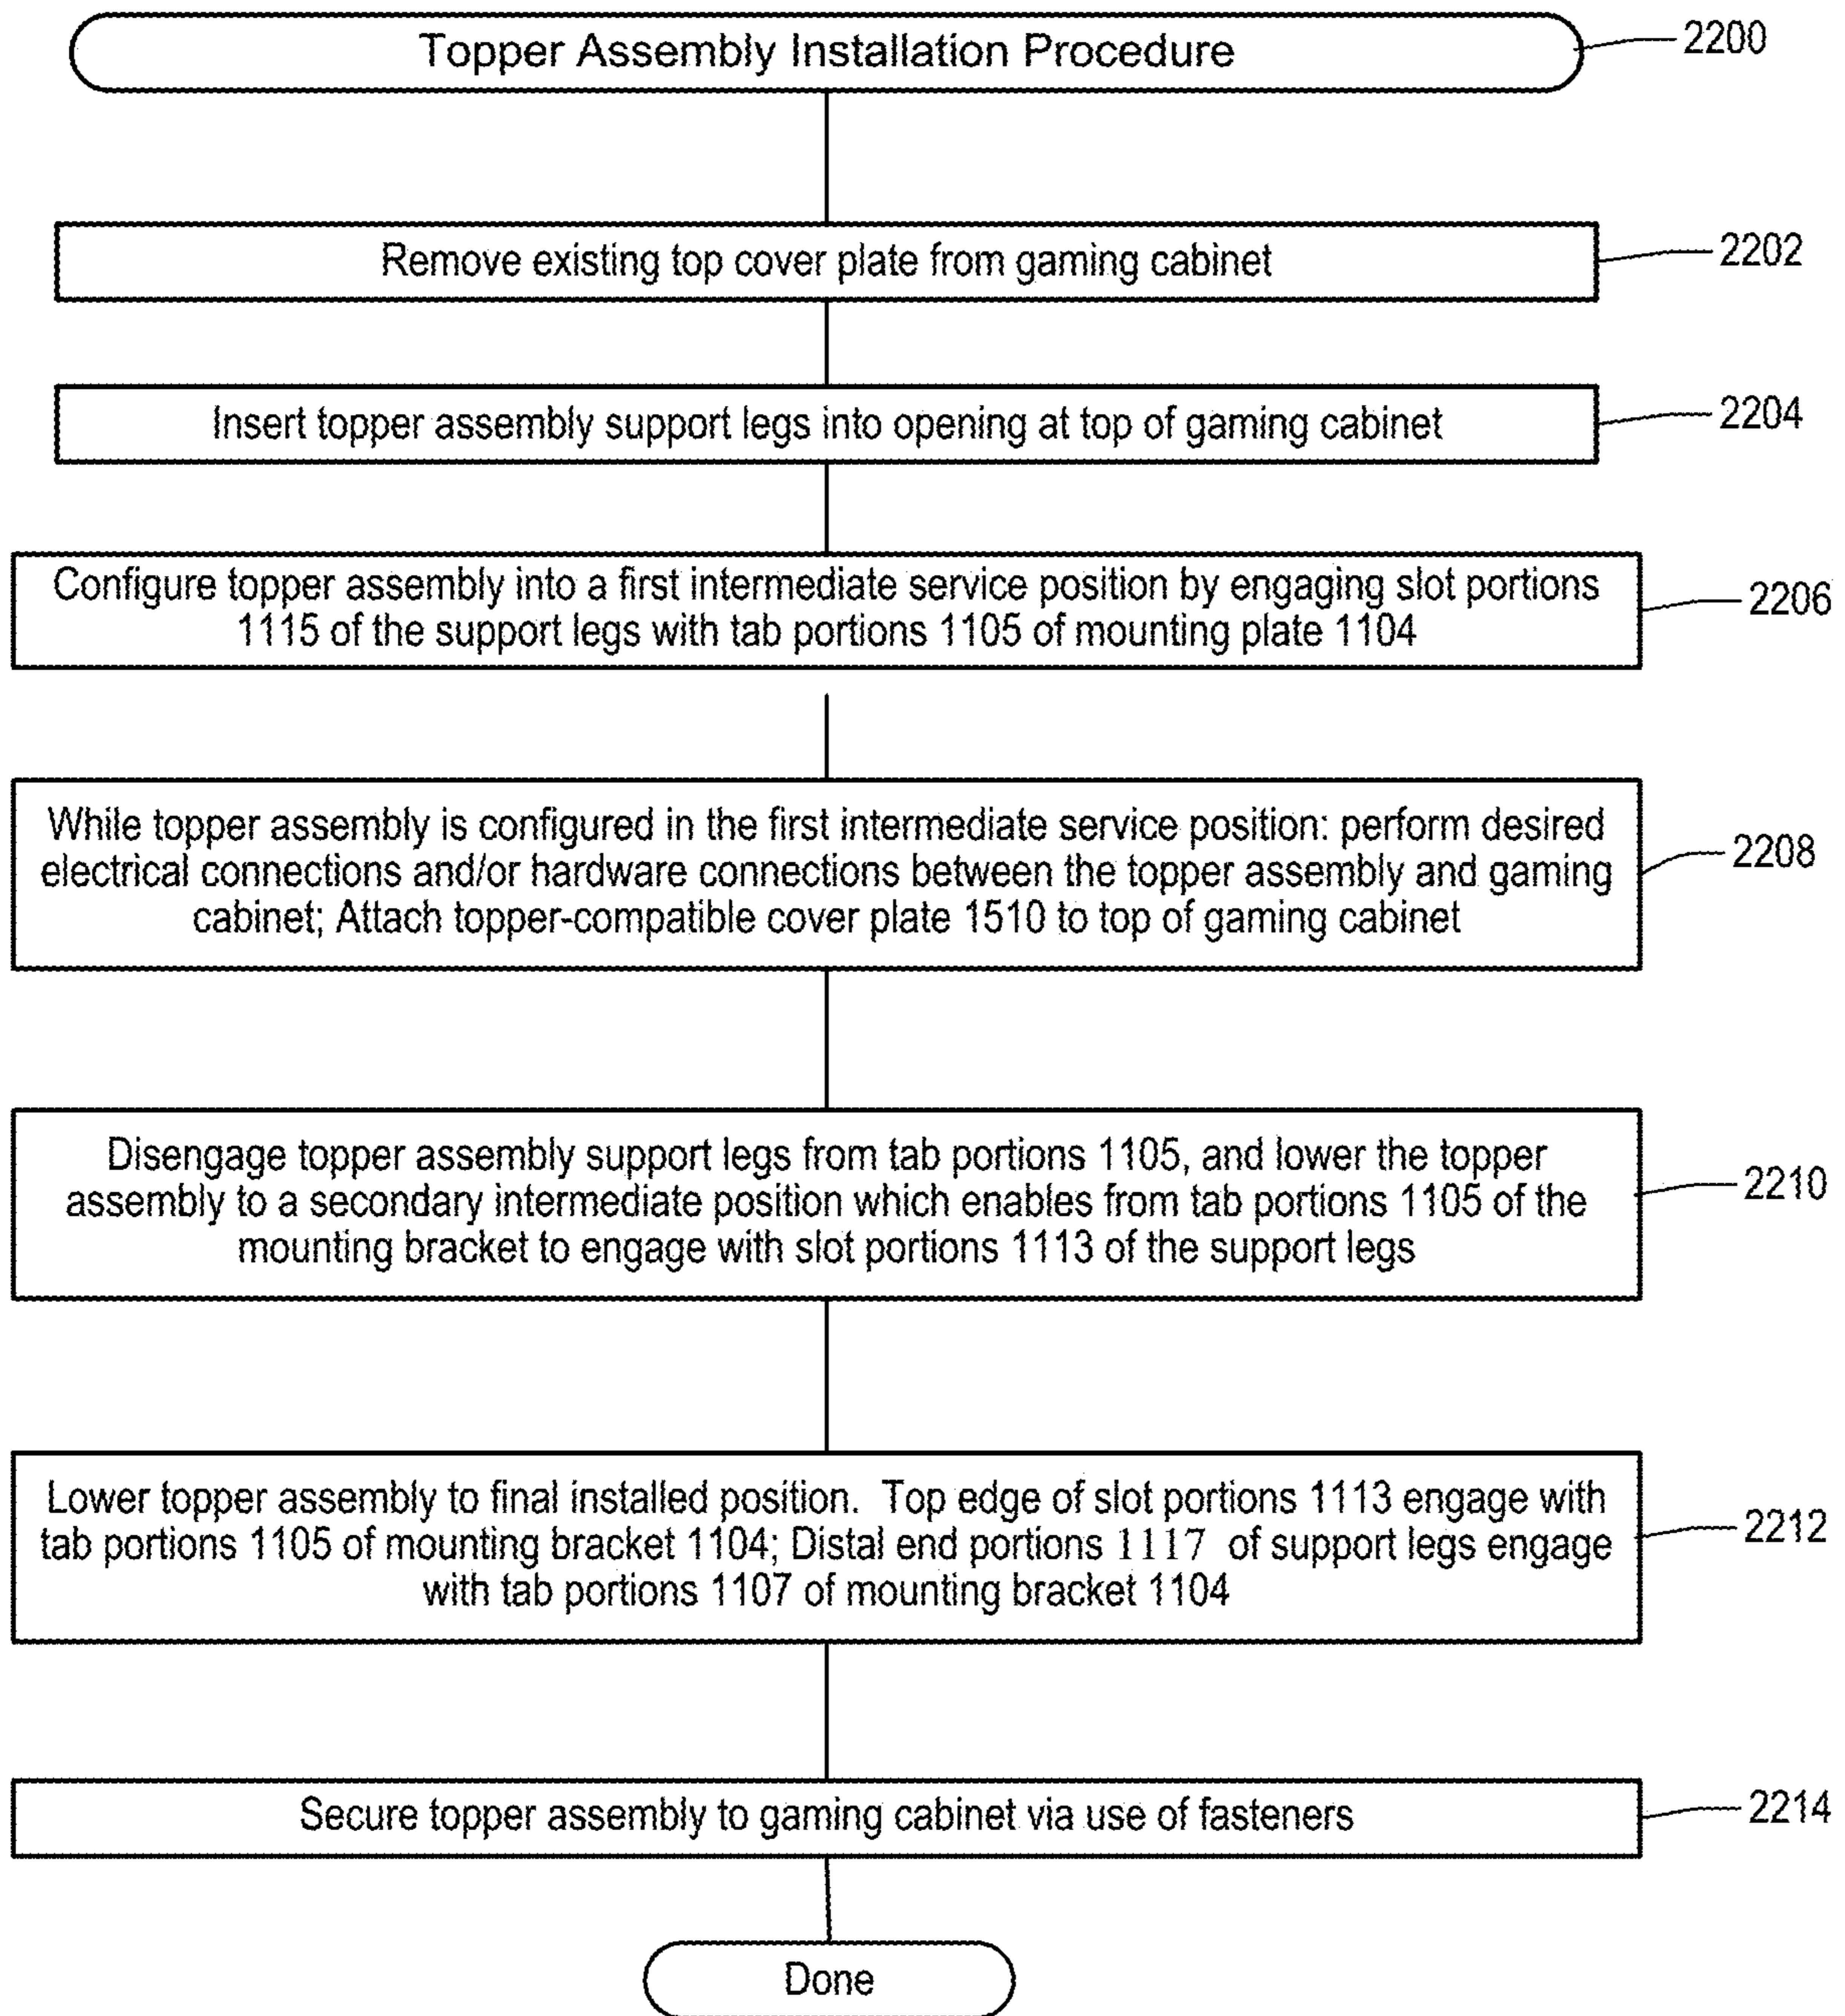 Topper Assembly Installation Procedure
2200
Remove existing top cover plate from gaming cabinet
2202
Insert topper assembly support legs into opening at top of gaming cabinet
2204
Configure topper assembly into a first intermediate service position by engaging slot portions
1115 of the support legs with tab portions 1105 of mounting plate 1104
2206
While topper assembly is configured in the first intermediate service position: perform desired
electrical connections and/or hardware connections between the topper assembly and gaming
cabinet; Attach topper-compatible cover plate 1510 to top of gaming cabinet
2208
Disengage topper assembly support legs from tab portions 1105, and lower the topper
assembly to a secondary intermediate position which enables from tab portions 1105 of the
mounting bracket to engage with slot portions 1113 of the support legs
2210
Lower topper assembly to final installed position. Top edge of slot portions 1113 engage with
tab portions 1105 of mounting bracket 1104; Distal end portions 1117 of support legs engage
with tab portions 1107 of mounting bracket 1104
2212
Secure topper assembly to gaming cabinet via use of fasteners
2214
Done